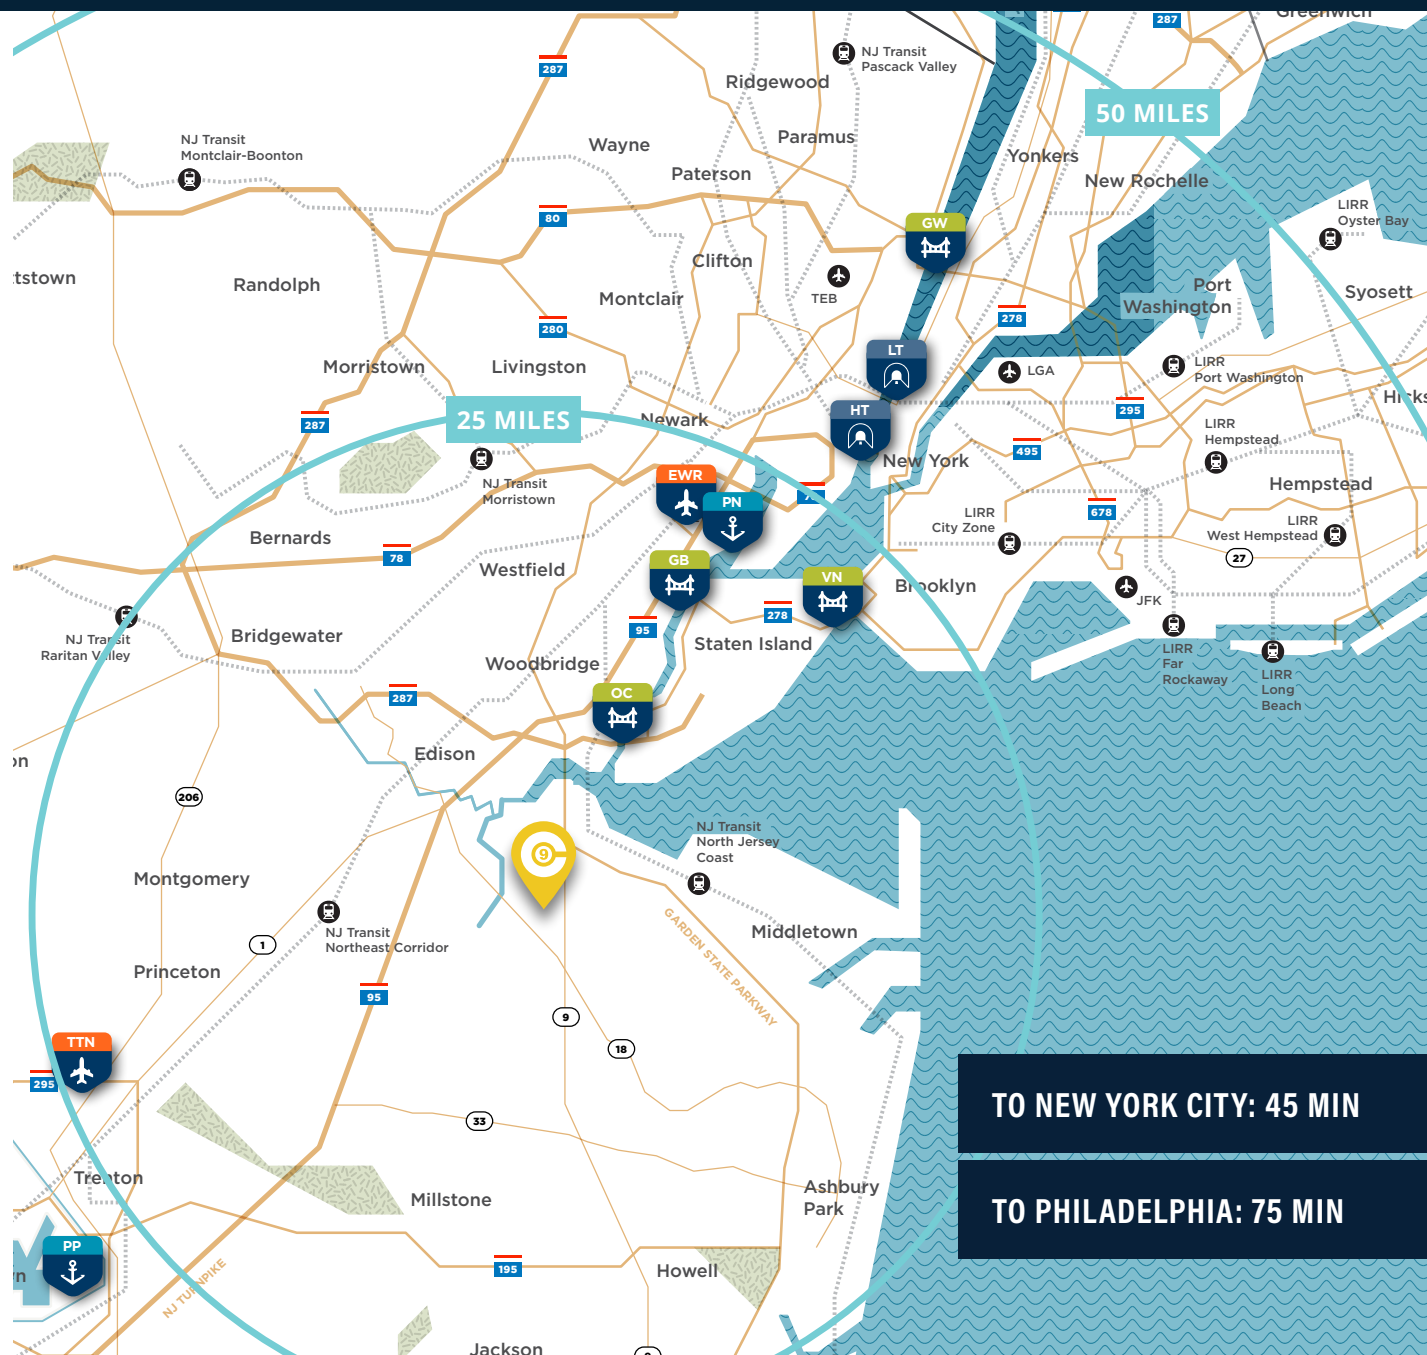 287
Greenwich
NJ Transit
Pascack Valley
287
Ridgewood
50 MILES
NJ Transit
Montclair-Boonton
Wayne
Paramus
Yonkers
Paterson
New Rochelle
80
GW
LIRR
Oyster Bay
Clifton
Randolph
Montclair
TEB
Port
Washington
Syosett
278
280
LT
Morristown
Livingston
LGA
LIRR
Port Washington
287
25 MILES
Newark
HT
295
LIRR
Hempstead
495
New York
EWR
NJ Transit
Morristown
PN
Hempstead
678
LIRR
City Zone
LIRR
West Hempstead
Bernards
78
27
Westfield
GB
VN
Brooklyn
JFK
NJ Transit
Raritan Valley
Bridgewater
95
278
Staten Island
LIRR
Far
Rockaway
Woodbridge
LIRR
Long
Beach
287
OC
Edison
206
NJ Transit
North Jersey
Coast
9
Montgomery
NJ Transit
Northeast Corridor
1
GARDEN STATE PARKWAY
Middletown
Princeton
95
9
18
TTN
295
33
TO NEW YORK CITY: 45 MIN
Trenton
Millstone
Ashbury
Park
TO PHILADELPHIA: 75 MIN
PP
NJ TURNPIKE
195
Howell
Jackson